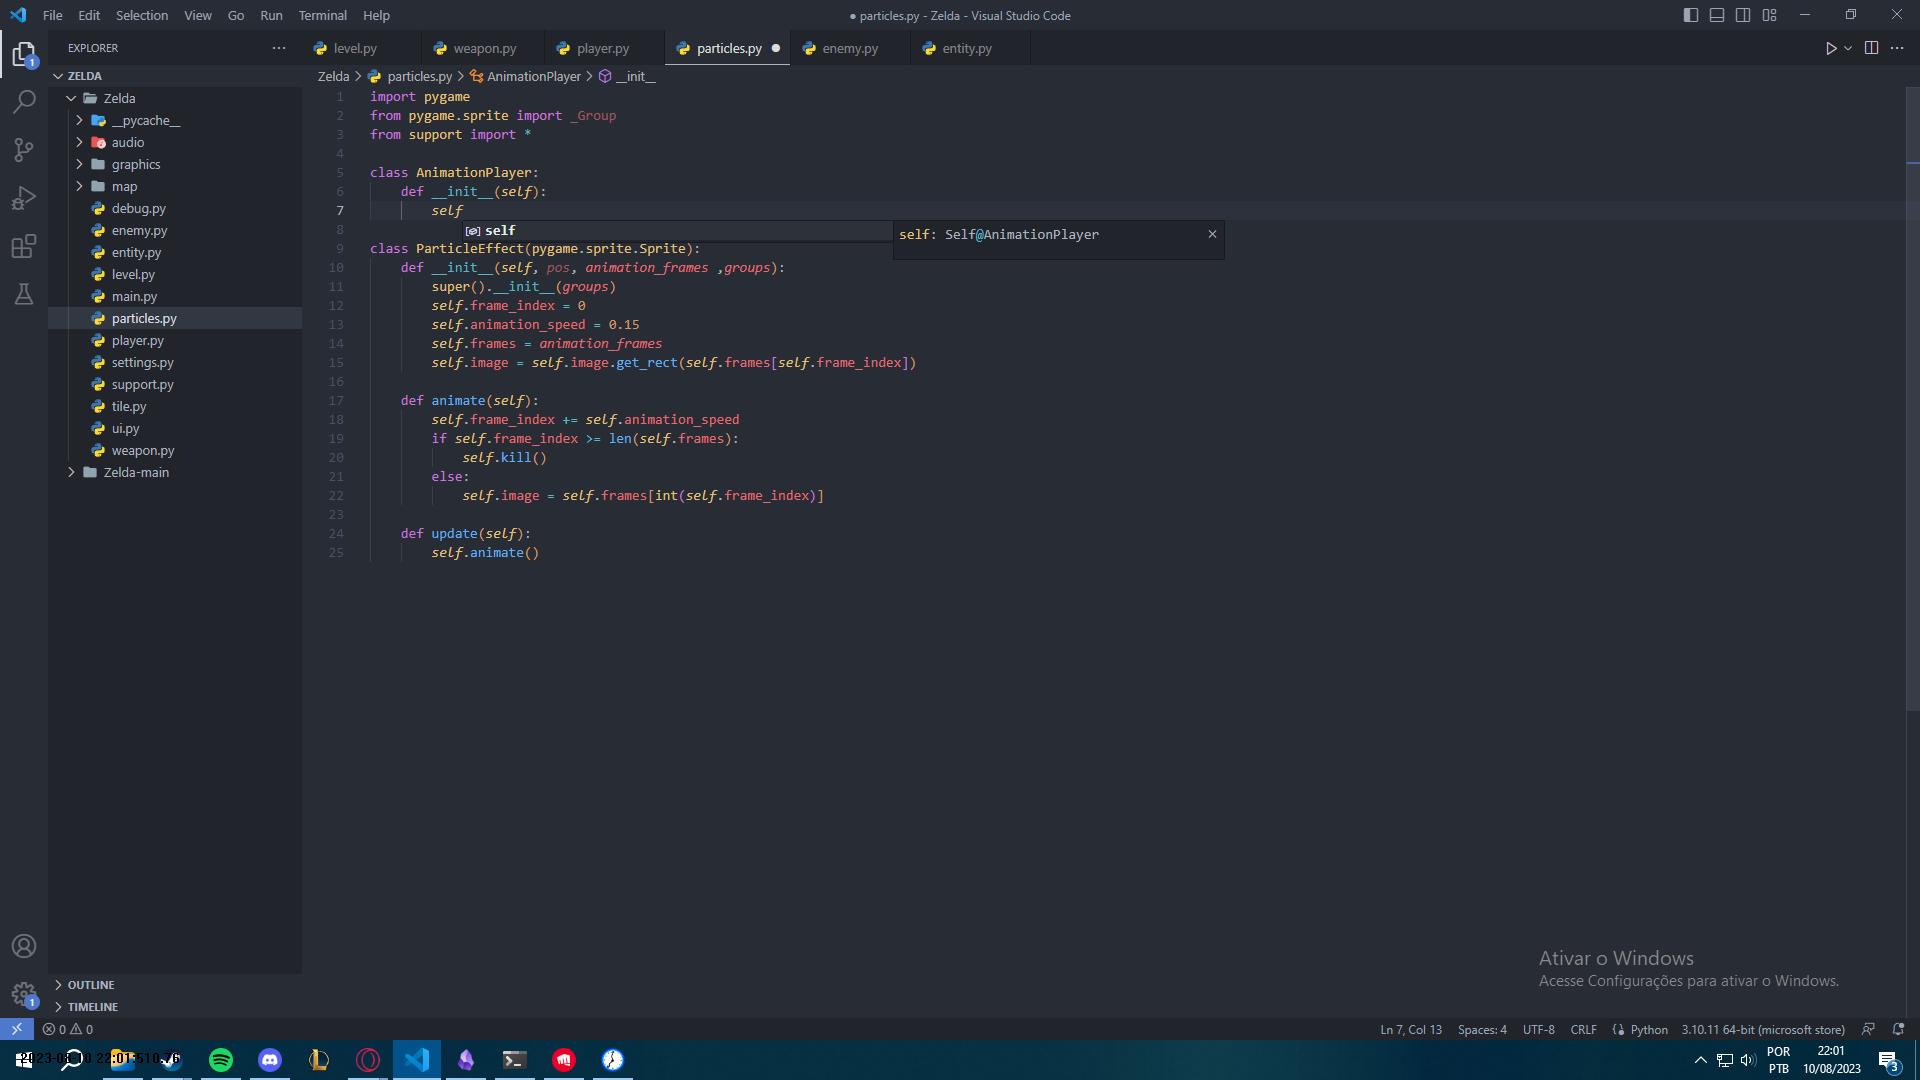 File Edit Selection View Go Run Terminal Help
● particles.py - Zelda - Visual Studio Code
EXPLORER
level.py weapon.py player.py particles.py enemy.py entity.py
ZELDA
Zelda
__pycache__
audio
graphics
map
debug.py
enemy.py
entity.py
level.py
main.py
particles.py
player.py
settings.py
support.py
tile.py
ui.py
weapon.py
Zelda-main
OUTLINE
TIMELINE
Zelda > particles.py > AnimationPlayer > __init__
1 import pygame
2 from pygame.sprite import _Group
3 from support import *
4
5 class AnimationPlayer:
6     def __init__(self):
7         self
8
self
self: Self@AnimationPlayer
9 class ParticleEffect(pygame.sprite.Sprite):
10     def __init__(self, pos, animation_frames ,groups):
11         super().__init__(groups)
12         self.frame_index = 0
13         self.animation_speed = 0.15
14         self.frames = animation_frames
15         self.image = self.image.get_rect(self.frames[self.frame_index])
16
17     def animate(self):
18         self.frame_index += self.animation_speed
19         if self.frame_index >= len(self.frames):
20             self.kill()
21         else:
22             self.image = self.frames[int(self.frame_index)]
23
24     def update(self):
25         self.animate()
Ativar o Windows
Acesse Configurações para ativar o Windows.
0 0
Ln 7, Col 13 Spaces: 4 UTF-8 CRLF Python 3.10.11 64-bit (microsoft store)
POR
PTB
22:01
10/08/2023
3
1
1